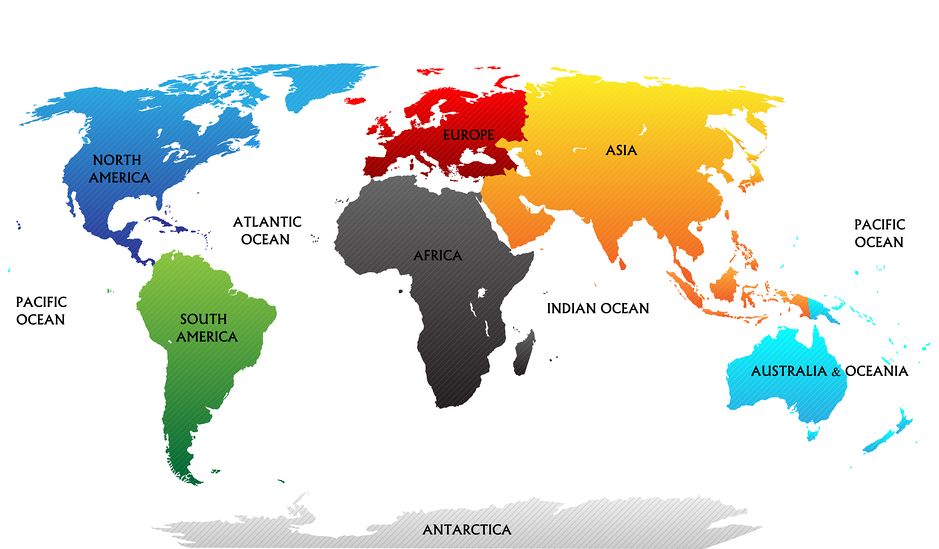 EUROPE
ASIA
NORTH
AMERICA
ATLANTIC
OCEAN
PACIFIC
OCEAN
AFRICA
PACIFIC
OCEAN
INDIAN OCEAN
SOUTH
AMERICA
AUSTRALIA & OCEANIA
ANTARCTICA